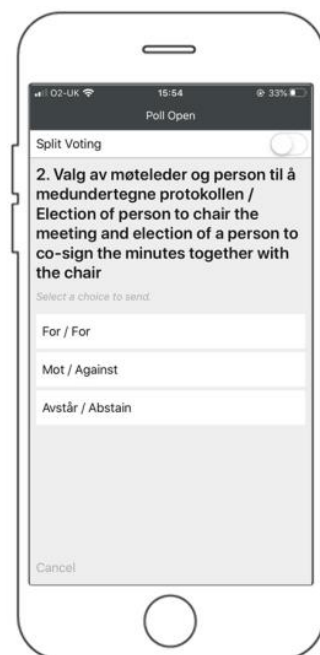 O2-UK 15:54 33%
Poll Open
Split Voting
2. Valg av møteleder og person til å
medundertegne protokollen /
Election of person to chair the
meeting and election of a person to
co-sign the minutes together with
the chair
Select a choice to send.
For / For
Mot / Against
Avstår / Abstain
Cancel